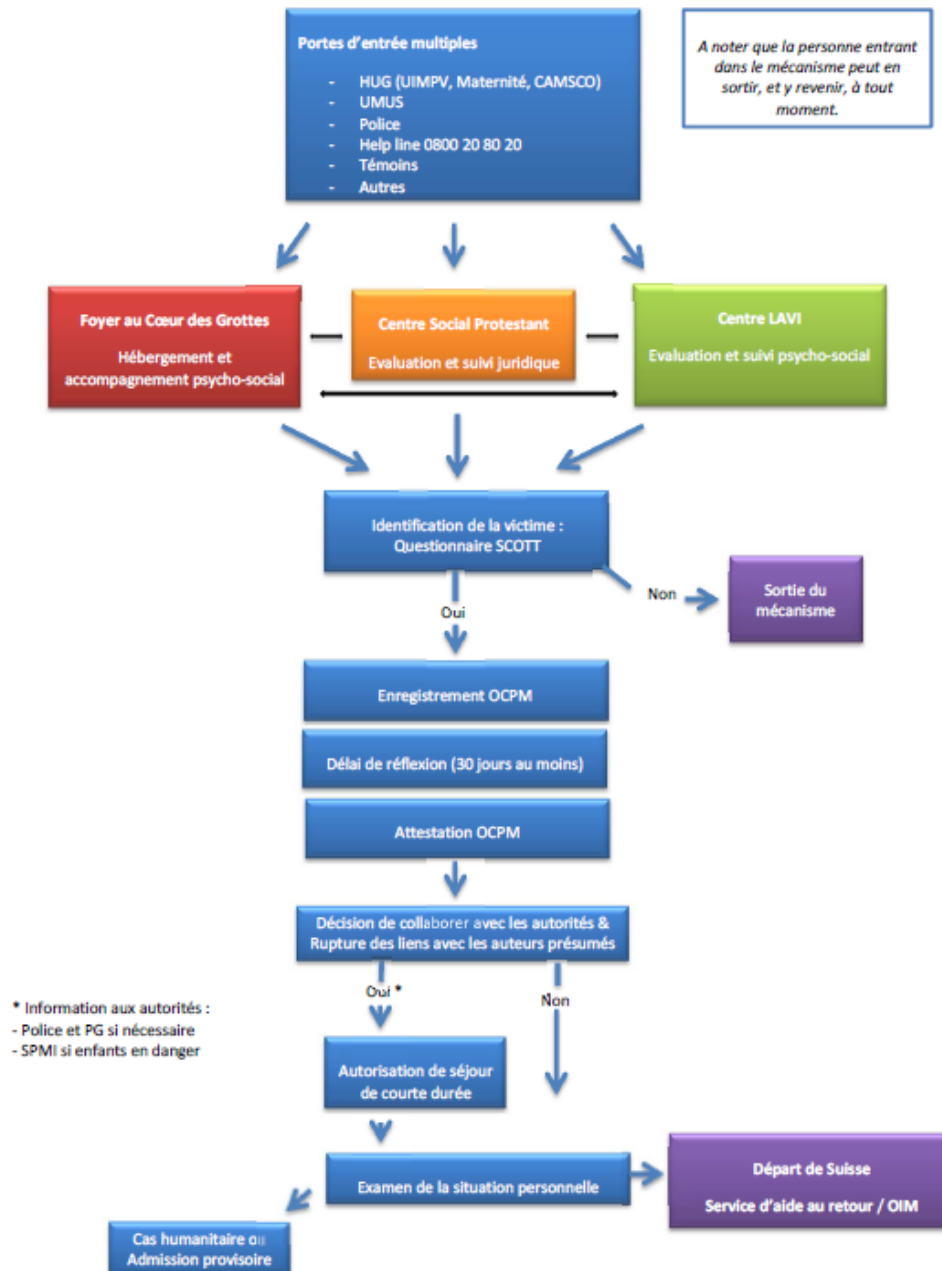 Portes d'entrée multiples
- HUG (UIMPV, Maternité, CAMSCO)
- UMUS
- Police
- Help line 0800 20 80 20
- Témoins
- Autres
A noter que la personne entrant
dans le mécanisme peut en
sortir, et y revenir, à tout
moment.
Foyer au Cœur des Grottes
Hébergement et
accompagnement psycho-social
Centre Social Protestant
Evaluation et suivi juridique
Centre LAVI
Evaluation et suivi psycho-social
Identification de la victime :
Questionnaire SCOTT
Non
Sortie du
mécanisme
Oui
Enregistrement OCPM
Délai de réflexion (30 jours au moins)
Attestation OCPM
Décision de collaborer avec les autorités &
Rupture des liens avec les auteurs présumés
Oui *
Non
* Information aux autorités :
- Police et PG si nécessaire
- SPMI si enfants en danger
Autorisation de séjour
de courte durée
Examen de la situation personnelle
Départ de Suisse
Service d'aide au retour / OIM
Cas humanitaire ou
Admission provisoire